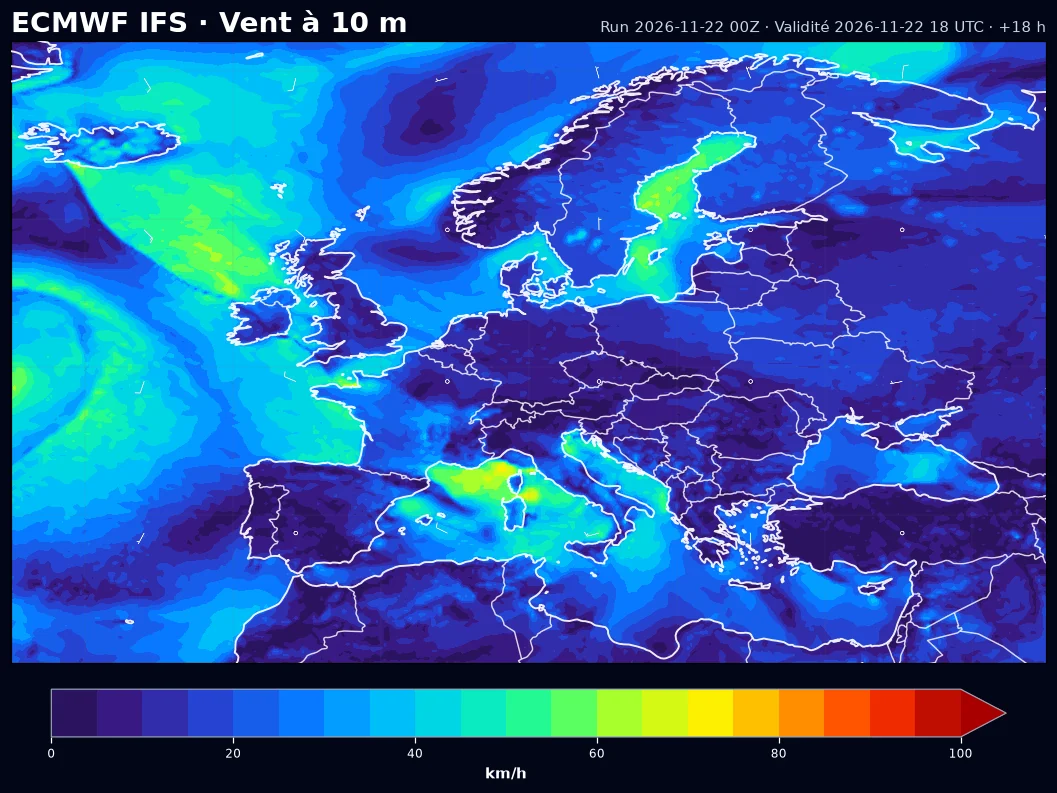 ECMWF IFS · Vent à 10 m
Run 2026-11-22 00Z · Validité 2026-11-22 18 UTC · +18 h
0 20 40 60 80 100
km/h